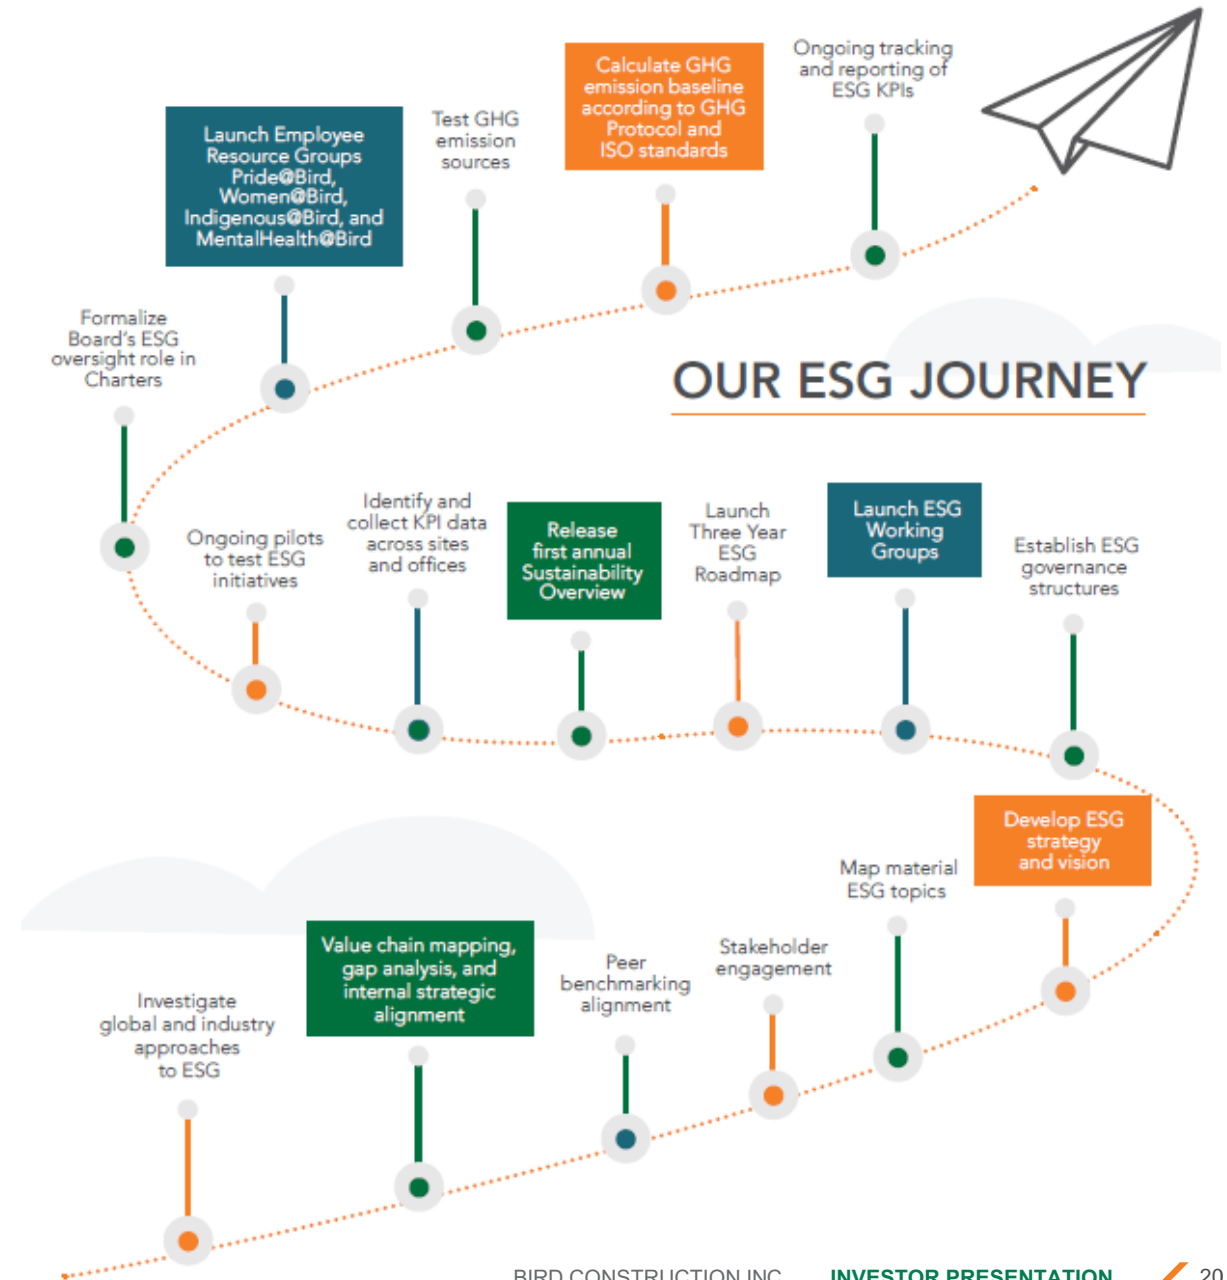 Ongoing tracking
and reporting of
ESG KPIs
Calculate GHG
emission baseline
according to GHG
Protocol and
ISO standards
Test GHG
emission
sources
Launch Employee
Resource Groups
Pride@Bird,
Women@Bird,
Indigenous@Bird, and
MentalHealth@Bird
Formalize
Board's ESG
oversight role in
Charters
OUR ESG JOURNEY
Ongoing pilots
to test ESG
initiatives
Identify and
collect KPI data
across sites
and offices
Release
first annual
Sustainability
Overview
Launch
Three Year
ESG
Roadmap
Launch ESG
Working
Groups
Establish ESG
governance
structures
Develop ESG
strategy
and vision
Map material
ESG topics
Stakeholder
engagement
Peer
benchmarking
alignment
Value chain mapping,
gap analysis, and
internal strategic
alignment
Investigate
global and industry
approaches
to ESG
BIRD CONSTRUCTION INC INVESTOR PRESENTATION 20